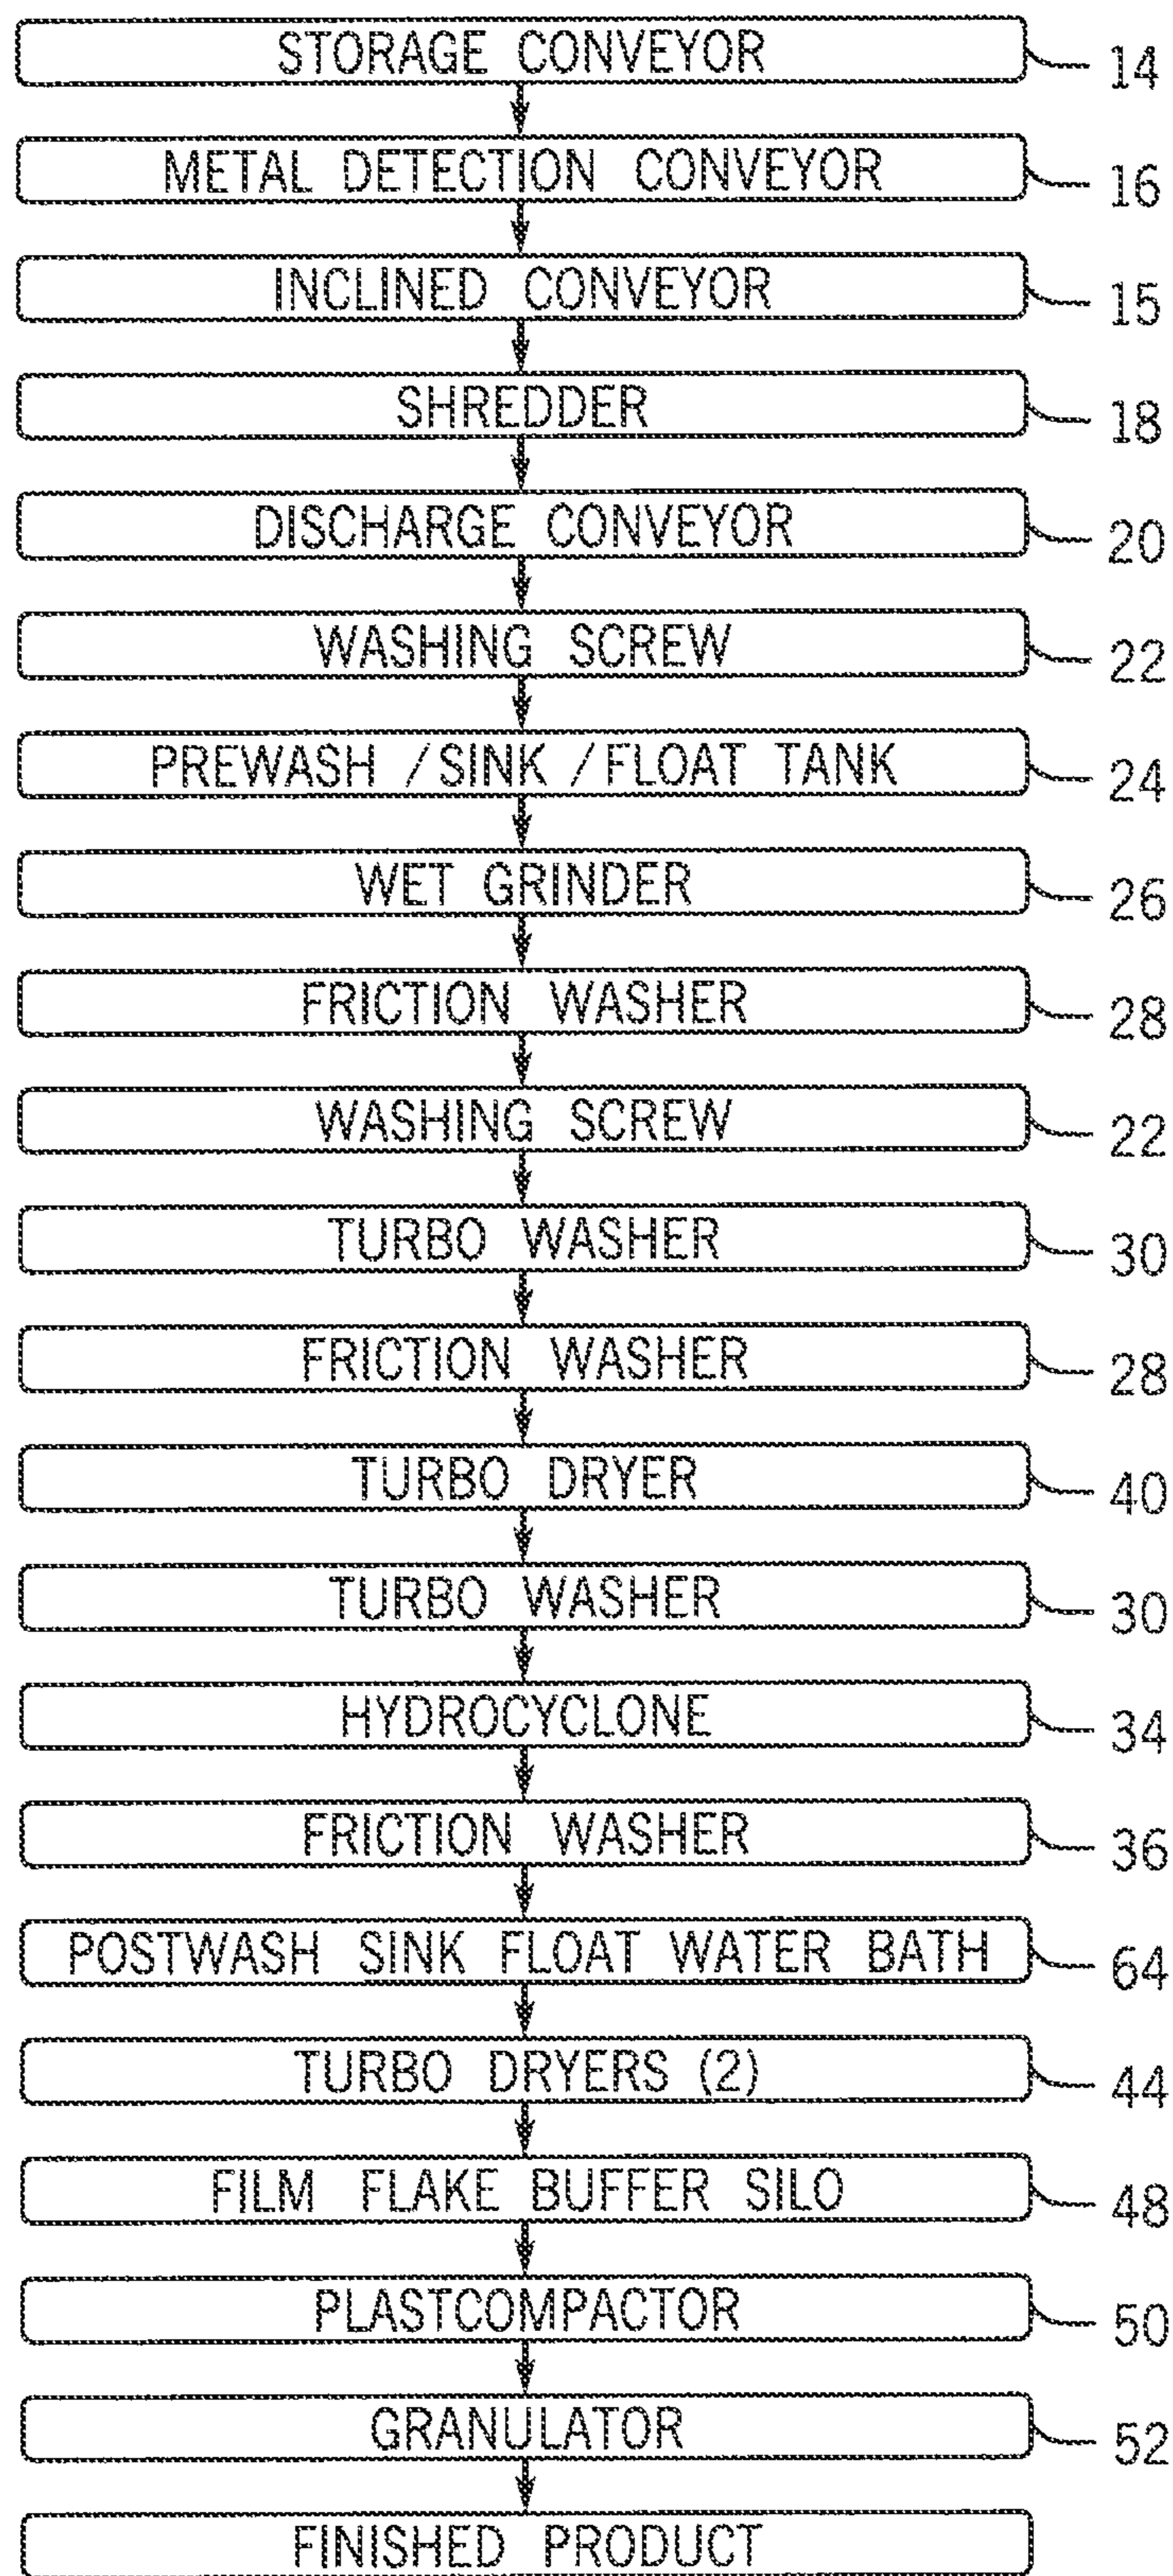 STORAGE CONVEYOR 14
METAL DETECTION CONVEYOR 16
INCLINED CONVEYOR 15
SHREDDER 18
DISCHARGE CONVEYOR 20
WASHING SCREW 22
PREWASH /SINK /FLOAT TANK 24
WET GRINDER 26
FRICTION WASHER 28
WASHING SCREW 22
TURBO WASHER 30
FRICTION WASHER 28
TURBO DRYER 40
TURBO WASHER 30
HYDROCYCLONE 34
FRICTION WASHER 36
POSTWASH SINK FLOAT WATER BATH 64
TURBO DRYERS (2) 44
FILM FLAKE BUFFER SILO 48
PLASTCOMPACTOR 50
GRANULATOR 52
FINISHED PRODUCT